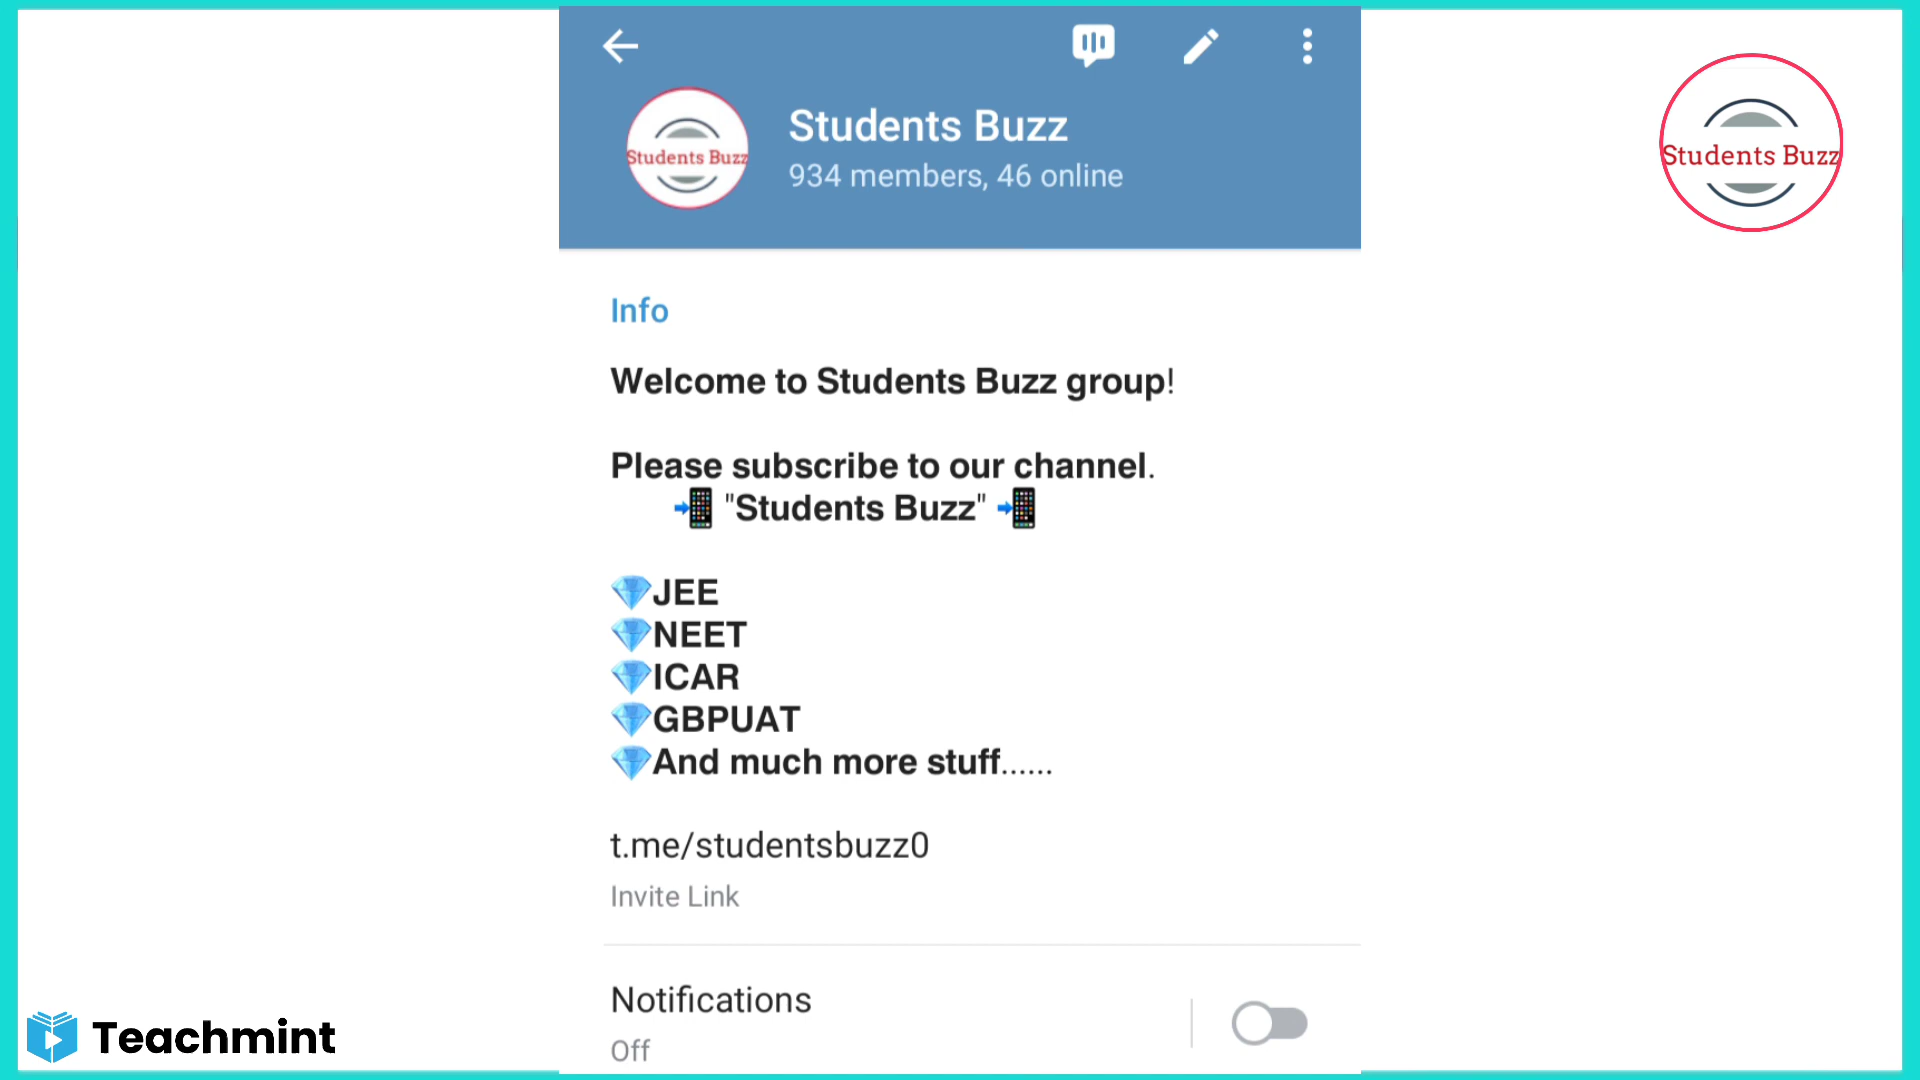 Students Buzz
Students Buzz
934 members, 46 online
Students Buzz
Info
Welcome to Students Buzz group!
Please subscribe to our channel.
📲 "Students Buzz" 📲
💎JEE
💎NEET
💎ICAR
💎GBPUAT
💎And much more stuff......
t.me/studentsbuzz0
Invite Link
Notifications
Off
Teachmint